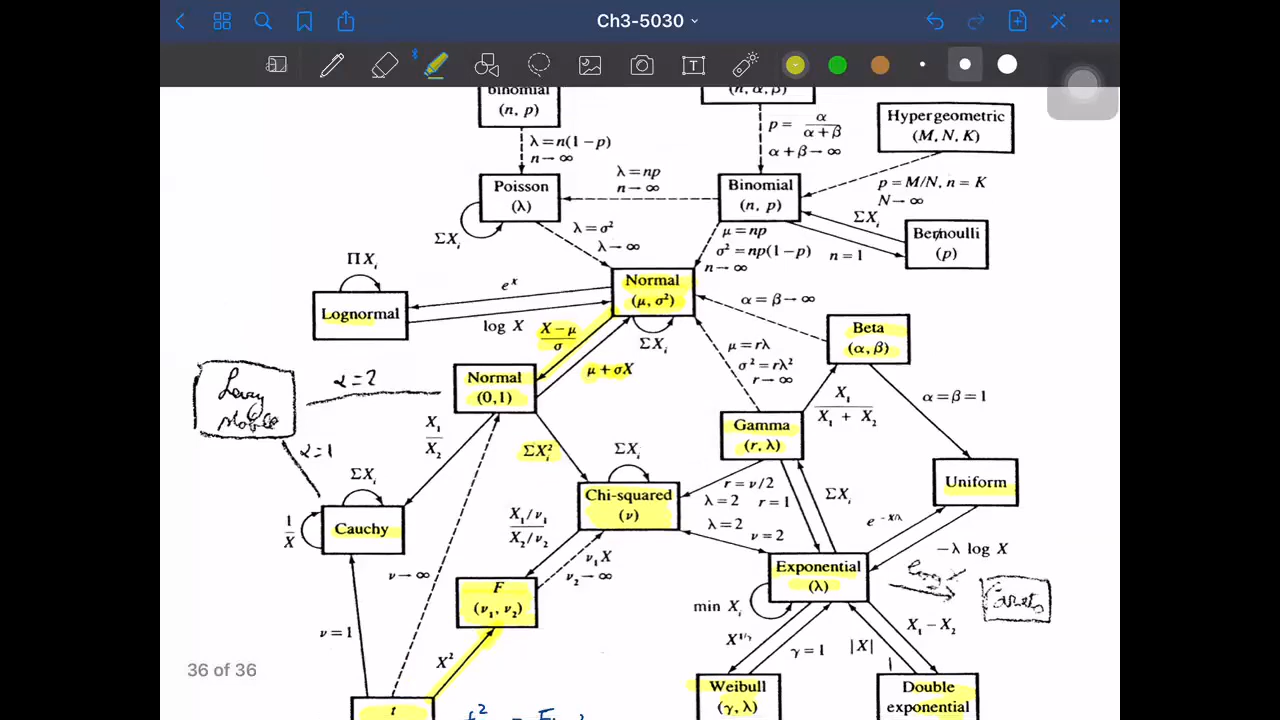 Ch3-5030
binomial
(n, p)
(n, α, β)
Hypergeometric
(M, N, K)
λ = n(1 − p)
n → ∞
p = α / α + β
α + β → ∞
λ = np
n → ∞
Poisson
(λ)
Binomial
(n, p)
p = M/N, n = K
N → ∞
ΣXᵢ
Bernoulli
(p)
n = 1
ΣXᵢ
λ = σ²
λ → ∞
μ = np
σ² = np(1 − p)
n → ∞
ΠXᵢ
Lognormal
eˣ
log X
Normal
(μ, σ²)
ΣXᵢ
α = β → ∞
Beta
(α, β)
X − μ
σ
μ + σX
μ = rλ
σ² = rλ²
r → ∞
α = 2
Normal
(0,1)
X₁
X₁ + X₂
α = β = 1
X₁
X₂
ΣXᵢ²
ΣXᵢ
Gamma
(r, λ)
α = 1
ΣXᵢ
Cauchy
1
X
Chi-squared
(ν)
r = ν/2
λ = 2
r = 1
λ = 2
ν = 2
ΣXᵢ
Uniform
e^−X/λ
−λ log X
X₁/ν₁
X₂/ν₂
ν₁X
ν₂ → ∞
ν → ∞
F
(ν₁, ν₂)
Exponential
(λ)
min Xᵢ
ν = 1
X²
X^1/γ
γ = 1
|X|
X₁ − X₂
36 of 36
t
Weibull
(γ, λ)
Double
exponential